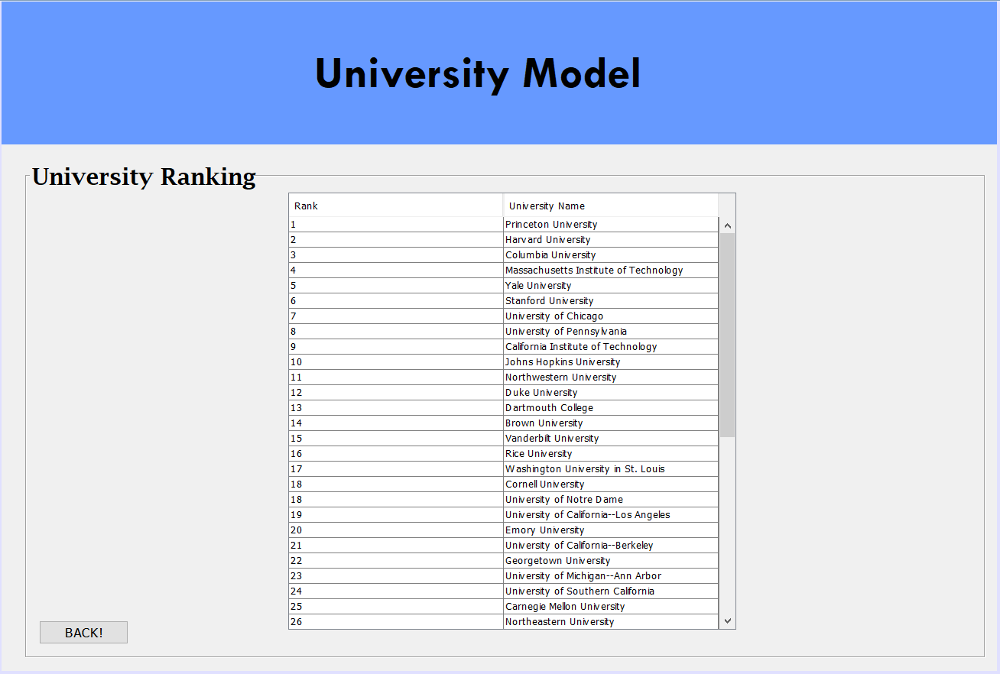 University Model
University Ranking
Rank University Name
1 Princeton University
2 Harvard University
3 Columbia University
4 Massachusetts Institute of Technology
5 Yale University
6 Stanford University
7 University of Chicago
8 University of Pennsylvania
9 California Institute of Technology
10 Johns Hopkins University
11 Northwestern University
12 Duke University
13 Dartmouth College
14 Brown University
15 Vanderbilt University
16 Rice University
17 Washington University in St. Louis
18 Cornell University
18 University of Notre Dame
19 University of California--Los Angeles
20 Emory University
21 University of California--Berkeley
22 Georgetown University
23 University of Michigan--Ann Arbor
24 University of Southern California
25 Carnegie Mellon University
26 Northeastern University
BACK!